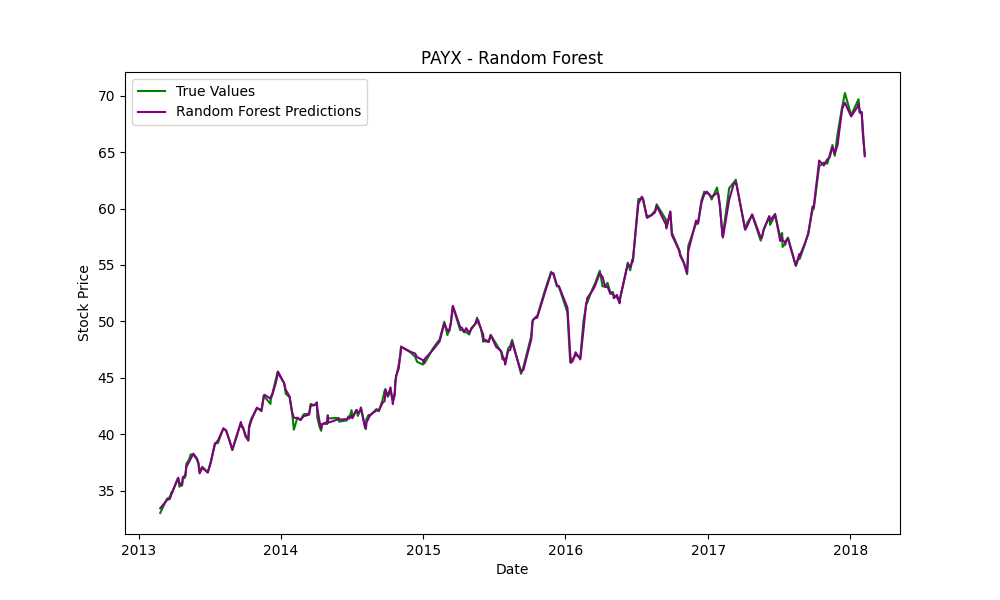 PAYX - Random Forest
True Values
Random Forest Predictions
70
65
60
55
50
45
40
35
Stock Price
2013 2014 2015 2016 2017 2018
Date